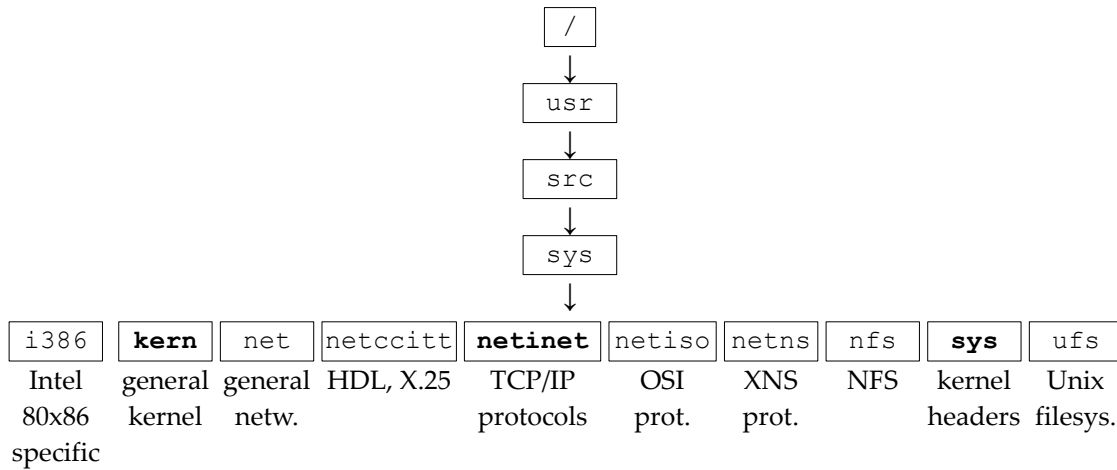 /
usr
src
sys
i386 kern net netccitt netinet netiso netns nfs sys ufs
Intel general general HDL, X.25 TCP/IP OSI XNS NFS kernel Unix
80x86 kernel netw. protocols prot. prot. headers filesys.
specific